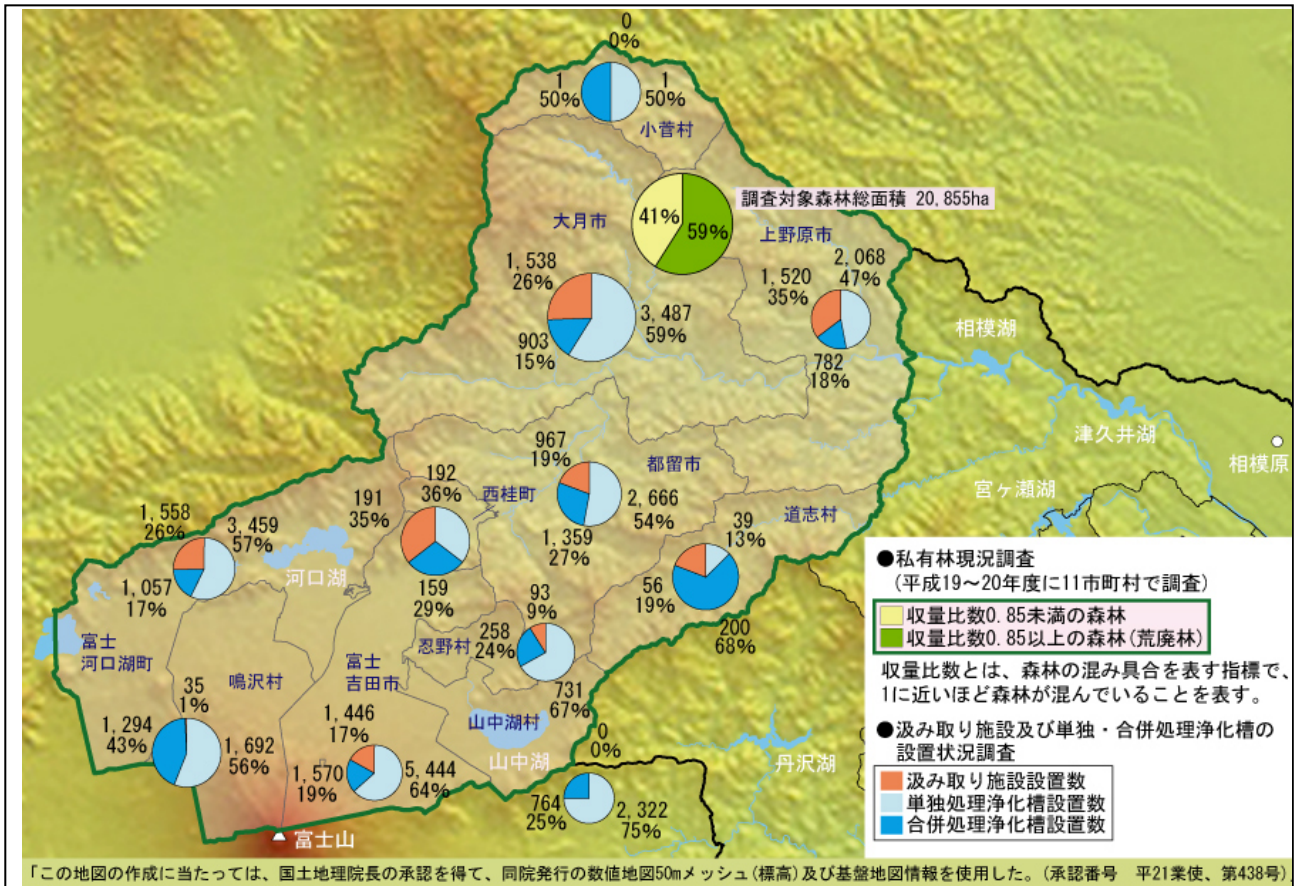 0
0%
1
50%
1
50%
小菅村
調査対象森林総面積 20,855ha
41%
59%
大月市
上野原市
1,538
26%
3,487
59%
903
15%
2,068
47%
1,520
35%
782
18%
相模湖
津久井湖
相模原
宮ヶ瀬湖
967
19%
都留市
2,666
54%
1,359
27%
192
36%
191
35%
西桂町
159
29%
39
13%
道志村
56
19%
200
68%
1,558
26%
3,459
57%
1,057
17%
河口湖
93
9%
258
24%
忍野村
731
67%
富士
河口湖町
鳴沢村
富士
吉田市
35
1%
1,294
43%
1,692
56%
1,446
17%
1,570
19%
5,444
64%
山中湖村
山中湖
0
0%
764
25%
2,322
75%
丹沢湖
富士山
●私有林現況調査
(平成19～20年度に11市町村で調査)
収量比数0.85未満の森林
収量比数0.85以上の森林(荒廃林)
収量比数とは、森林の混み具合を表す指標で、
1に近いほど森林が混んでいることを表す。
●汲み取り施設及び単独・合併処理浄化槽の
設置状況調査
汲み取り施設設置数
単独処理浄化槽設置数
合併処理浄化槽設置数
「この地図の作成に当たっては、国土地理院長の承認を得て、同院発行の数値地図50mメッシュ(標高)及び基盤地図情報を使用した。(承認番号 平21業使、第438号)